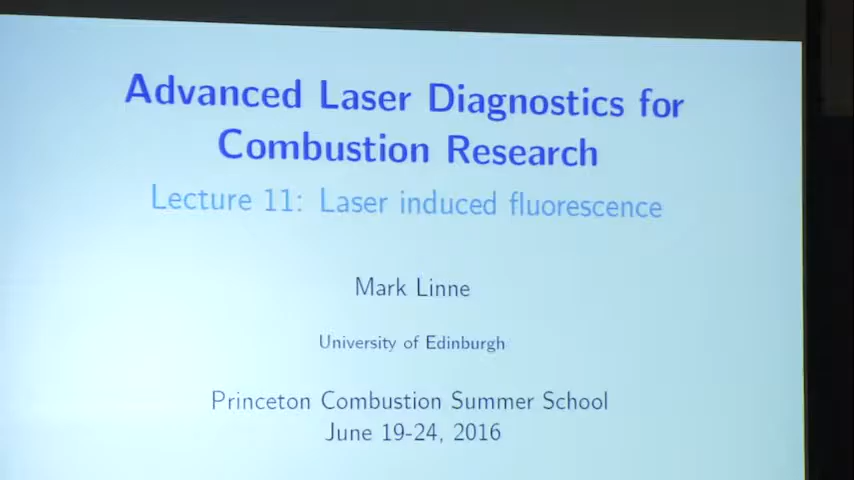 Advanced Laser Diagnostics for
Combustion Research
Lecture 11: Laser induced fluorescence
Mark Linne
University of Edinburgh
Princeton Combustion Summer School
June 19-24, 2016